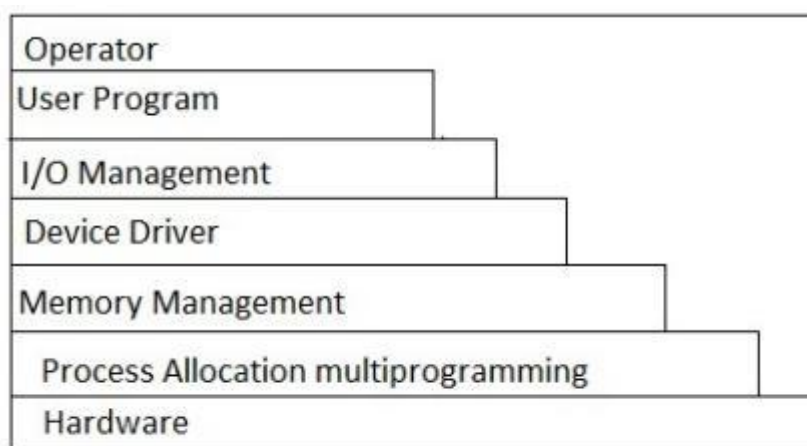 Operator
User Program
I/O Management
Device Driver
Memory Management
Process Allocation multiprogramming
Hardware